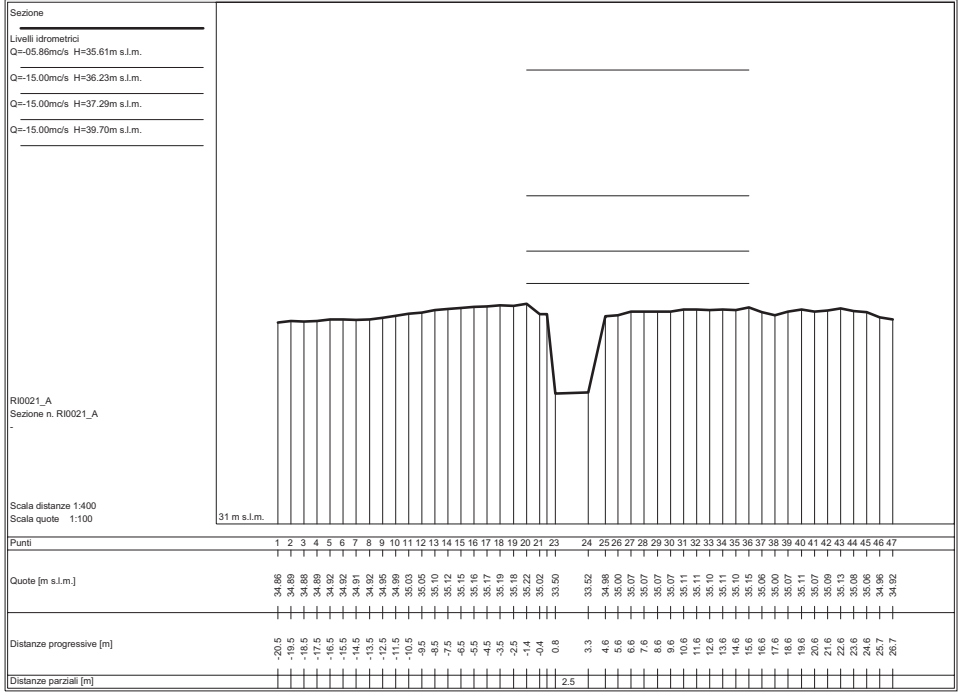 Sezione
Livelli idrometrici
Q=-05.86mc/s H=35.61m s.l.m.
Q=-15.00mc/s H=36.23m s.l.m.
Q=-15.00mc/s H=37.29m s.l.m.
Q=-15.00mc/s H=39.70m s.l.m.
RI0021_A
Sezione n. RI0021_A
-
Scala distanze 1:400
Scala quote 1:100
31 m s.l.m.
Punti 1 2 3 4 5 6 7 8 9 10 11 12 13 14 15 16 17 18 19 20 21 23 24 25 26 27 28 29 30 31 32 33 34 35 36 37 38 39 40 41 42 43 44 45 46 47
Quote [m s.l.m.] 34.86 34.89 34.88 34.89 34.92 34.92 34.91 34.92 34.95 34.99 35.03 35.05 35.10 35.12 35.15 35.16 35.17 35.19 35.18 35.22 35.02 33.50 33.52 34.98 35.00 35.07 35.07 35.07 35.07 35.11 35.11 35.10 35.11 35.10 35.15 35.06 35.00 35.07 35.11 35.07 35.09 35.13 35.08 35.06 34.96 34.92
Distanze progressive [m] -20.5 -19.5 -18.5 -17.5 -16.5 -15.5 -14.5 -13.5 -12.5 -11.5 -10.5 -9.5 -8.5 -7.5 -6.5 -5.5 -4.5 -3.5 -2.5 -1.4 -0.4 0.8 3.3 4.6 5.6 6.6 7.6 8.6 9.6 10.6 11.6 12.6 13.6 14.6 15.6 16.6 17.6 18.6 19.6 20.6 21.6 22.6 23.6 24.6 25.7 26.7
Distanze parziali [m] 2.5